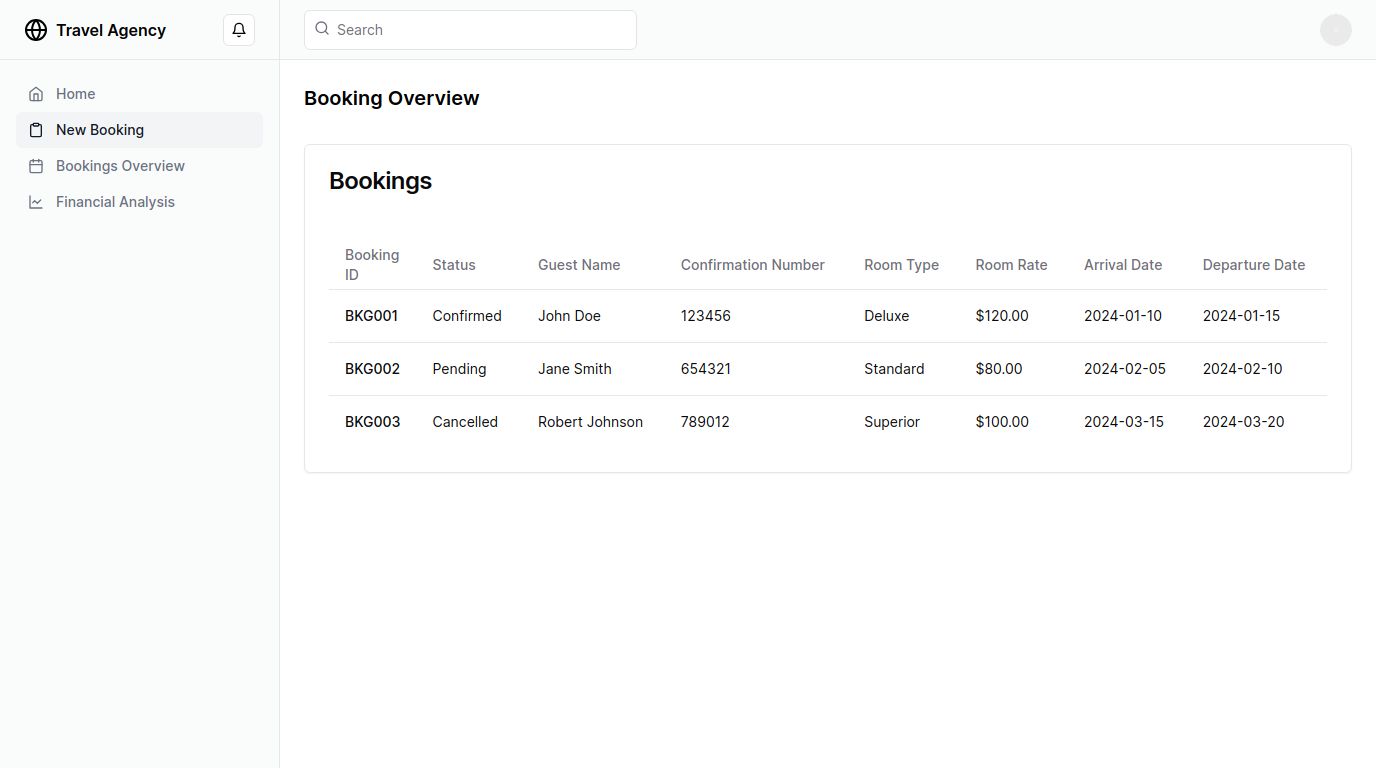 Travel Agency
Search
Home
New Booking
Bookings Overview
Financial Analysis
Booking Overview
Bookings
Booking ID Status Guest Name Confirmation Number Room Type Room Rate Arrival Date Departure Date
BKG001 Confirmed John Doe 123456 Deluxe $120.00 2024-01-10 2024-01-15
BKG002 Pending Jane Smith 654321 Standard $80.00 2024-02-05 2024-02-10
BKG003 Cancelled Robert Johnson 789012 Superior $100.00 2024-03-15 2024-03-20